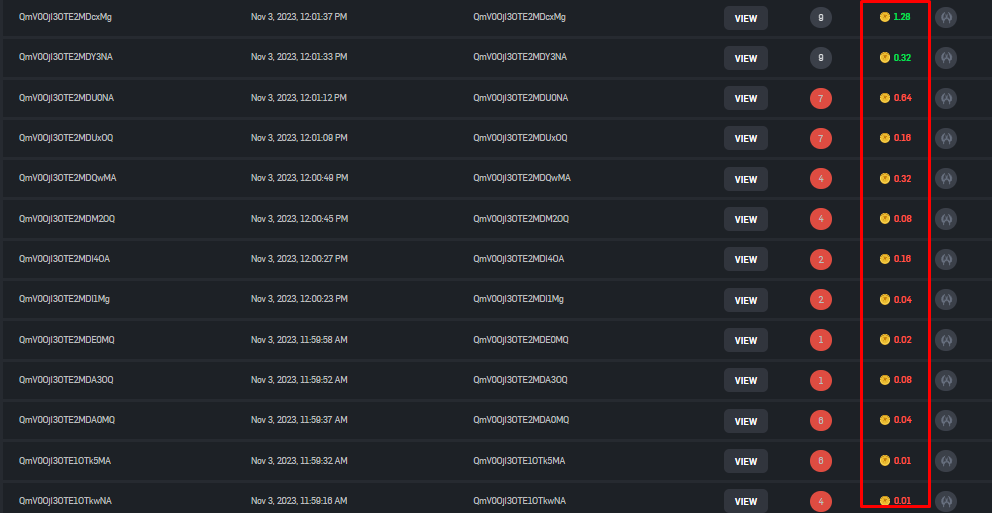 QmV0OjI3OTE2MDcxMg Nov 3, 2023, 12:01:37 PM QmV0OjI3OTE2MDcxMg VIEW 9 1.28
QmV0OjI3OTE2MDY3NA Nov 3, 2023, 12:01:33 PM QmV0OjI3OTE2MDY3NA VIEW 9 0.32
QmV0OjI3OTE2MDU0NA Nov 3, 2023, 12:01:12 PM QmV0OjI3OTE2MDU0NA VIEW 7 0.64
QmV0OjI3OTE2MDUxOQ Nov 3, 2023, 12:01:09 PM QmV0OjI3OTE2MDUxOQ VIEW 7 0.16
QmV0OjI3OTE2MDQwMA Nov 3, 2023, 12:00:49 PM QmV0OjI3OTE2MDQwMA VIEW 4 0.32
QmV0OjI3OTE2MDM2OQ Nov 3, 2023, 12:00:45 PM QmV0OjI3OTE2MDM2OQ VIEW 4 0.08
QmV0OjI3OTE2MDI4OA Nov 3, 2023, 12:00:27 PM QmV0OjI3OTE2MDI4OA VIEW 2 0.16
QmV0OjI3OTE2MDI1Mg Nov 3, 2023, 12:00:23 PM QmV0OjI3OTE2MDI1Mg VIEW 2 0.04
QmV0OjI3OTE2MDE0MQ Nov 3, 2023, 11:59:58 AM QmV0OjI3OTE2MDE0MQ VIEW 1 0.02
QmV0OjI3OTE2MDA3OQ Nov 3, 2023, 11:59:52 AM QmV0OjI3OTE2MDA3OQ VIEW 1 0.08
QmV0OjI3OTE2MDA0MQ Nov 3, 2023, 11:59:37 AM QmV0OjI3OTE2MDA0MQ VIEW 0.04
QmV0OjI3OTE1OTk5MA Nov 3, 2023, 11:59:32 AM QmV0OjI3OTE1OTk5MA VIEW 0.01
QmV0OjI3OTE1OTkwNA Nov 3, 2023, 11:59:16 AM QmV0OjI3OTE1OTkwNA VIEW 4 0.01